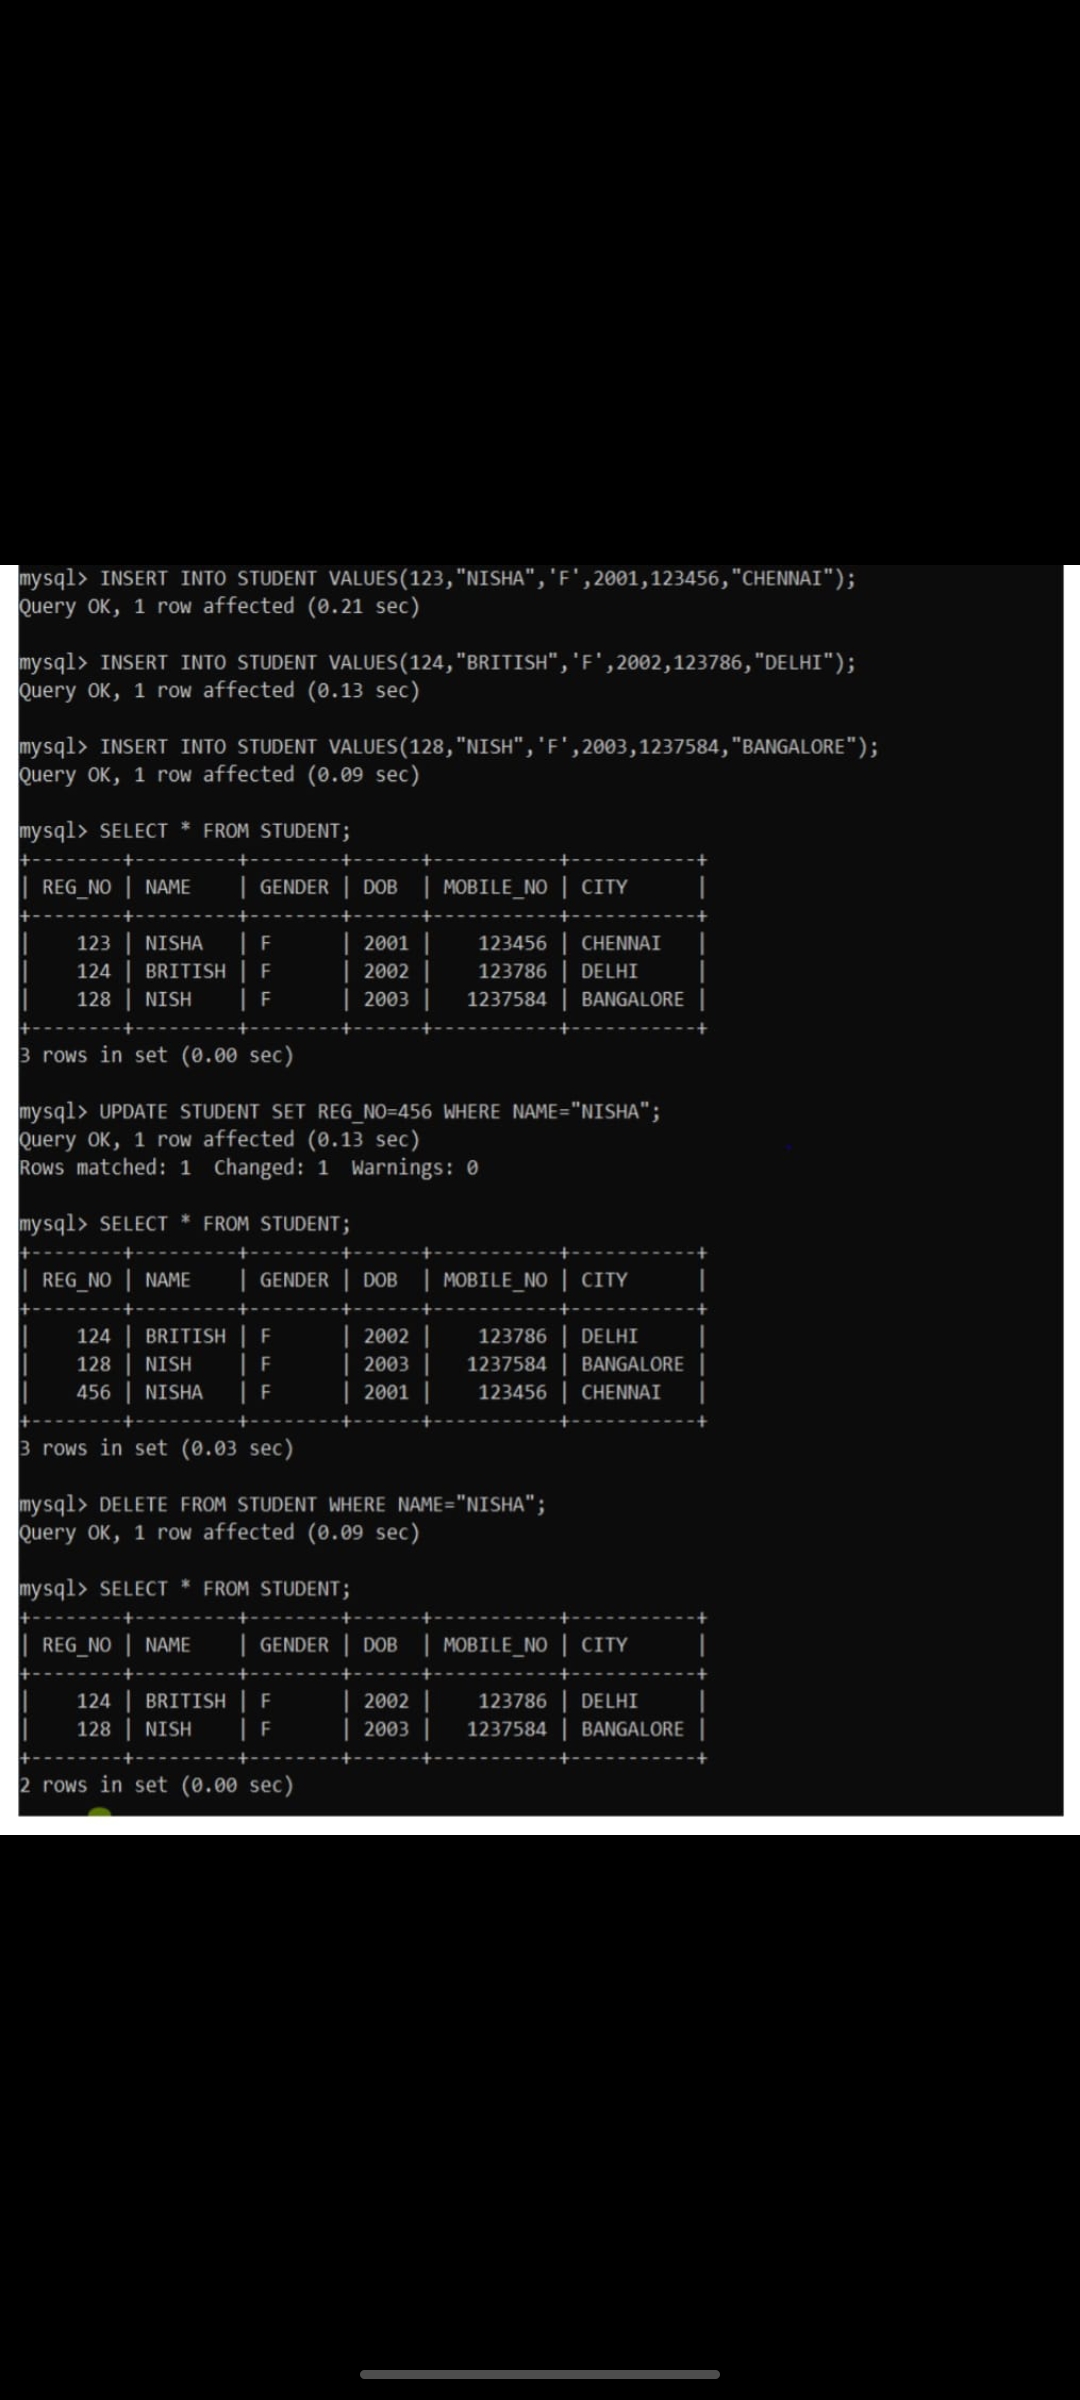 mysql> INSERT INTO STUDENT VALUES(123,"NISHA",'F',2001,123456,"CHENNAI");
Query OK, 1 row affected (0.21 sec)
mysql> INSERT INTO STUDENT VALUES(124,"BRITISH",'F',2002,123786,"DELHI");
Query OK, 1 row affected (0.13 sec)
mysql> INSERT INTO STUDENT VALUES(128,"NISH",'F',2003,1237584,"BANGALORE");
Query OK, 1 row affected (0.09 sec)
mysql> SELECT * FROM STUDENT;
+--------+---------+--------+------+-----------+-----------+
| REG_NO | NAME    | GENDER | DOB  | MOBILE_NO | CITY      |
+--------+---------+--------+------+-----------+-----------+
|    123 | NISHA   | F      | 2001 |    123456 | CHENNAI   |
|    124 | BRITISH | F      | 2002 |    123786 | DELHI     |
|    128 | NISH    | F      | 2003 |   1237584 | BANGALORE |
+--------+---------+--------+------+-----------+-----------+
3 rows in set (0.00 sec)
mysql> UPDATE STUDENT SET REG_NO=456 WHERE NAME="NISHA";
Query OK, 1 row affected (0.13 sec)
Rows matched: 1  Changed: 1  Warnings: 0
mysql> SELECT * FROM STUDENT;
+--------+---------+--------+------+-----------+-----------+
| REG_NO | NAME    | GENDER | DOB  | MOBILE_NO | CITY      |
+--------+---------+--------+------+-----------+-----------+
|    124 | BRITISH | F      | 2002 |    123786 | DELHI     |
|    128 | NISH    | F      | 2003 |   1237584 | BANGALORE |
|    456 | NISHA   | F      | 2001 |    123456 | CHENNAI   |
+--------+---------+--------+------+-----------+-----------+
3 rows in set (0.03 sec)
mysql> DELETE FROM STUDENT WHERE NAME="NISHA";
Query OK, 1 row affected (0.09 sec)
mysql> SELECT * FROM STUDENT;
+--------+---------+--------+------+-----------+-----------+
| REG_NO | NAME    | GENDER | DOB  | MOBILE_NO | CITY      |
+--------+---------+--------+------+-----------+-----------+
|    124 | BRITISH | F      | 2002 |    123786 | DELHI     |
|    128 | NISH    | F      | 2003 |   1237584 | BANGALORE |
+--------+---------+--------+------+-----------+-----------+
2 rows in set (0.00 sec)